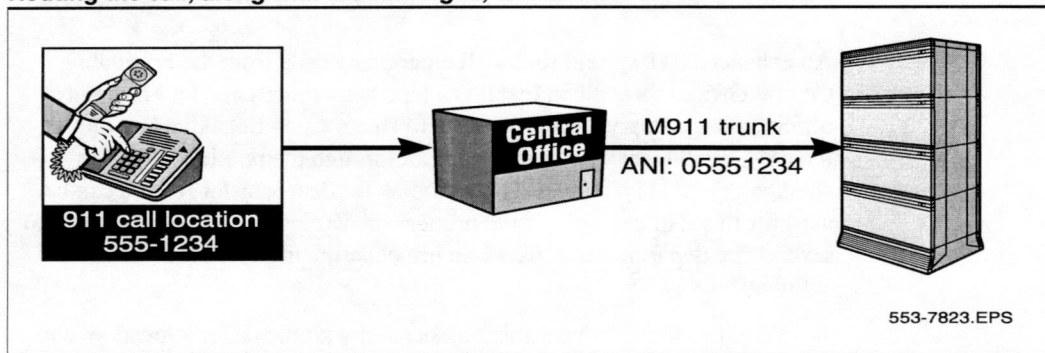 911 call location
555-1234
Central
Office
M911 trunk
ANI: 05551234
553-7823.EPS